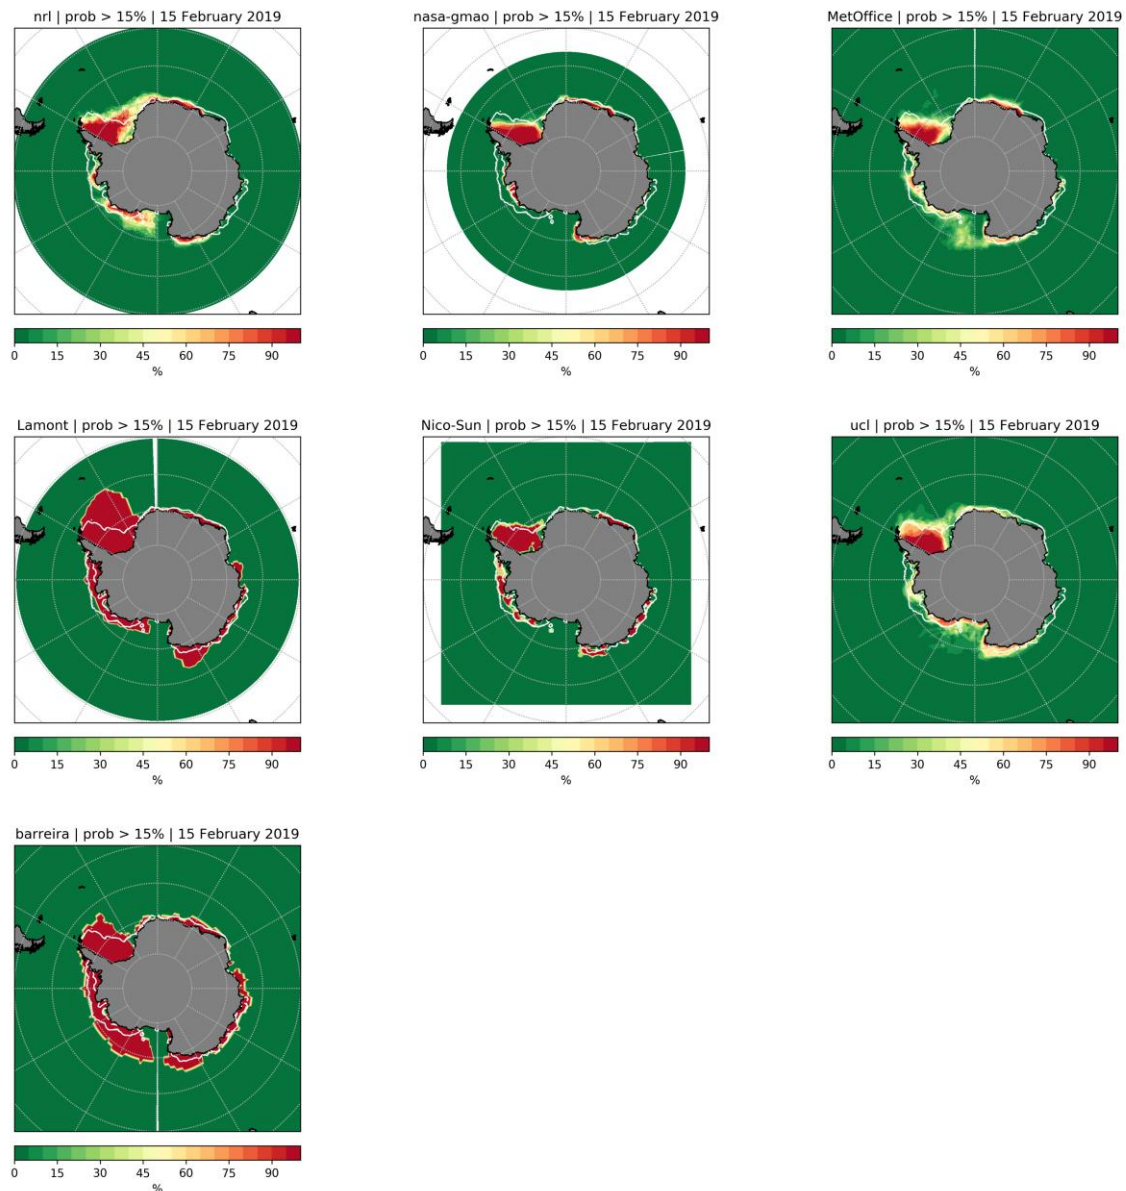 nrl | prob > 15% | 15 February 2019
nasa-gmao | prob > 15% | 15 February 2019
MetOffice | prob > 15% | 15 February 2019
0 15 30 45 60 75 90
%
0 15 30 45 60 75 90
%
0 15 30 45 60 75 90
%
Lamont | prob > 15% | 15 February 2019
Nico-Sun | prob > 15% | 15 February 2019
ucl | prob > 15% | 15 February 2019
0 15 30 45 60 75 90
%
0 15 30 45 60 75 90
%
0 15 30 45 60 75 90
%
barreira | prob > 15% | 15 February 2019
0 15 30 45 60 75 90
%